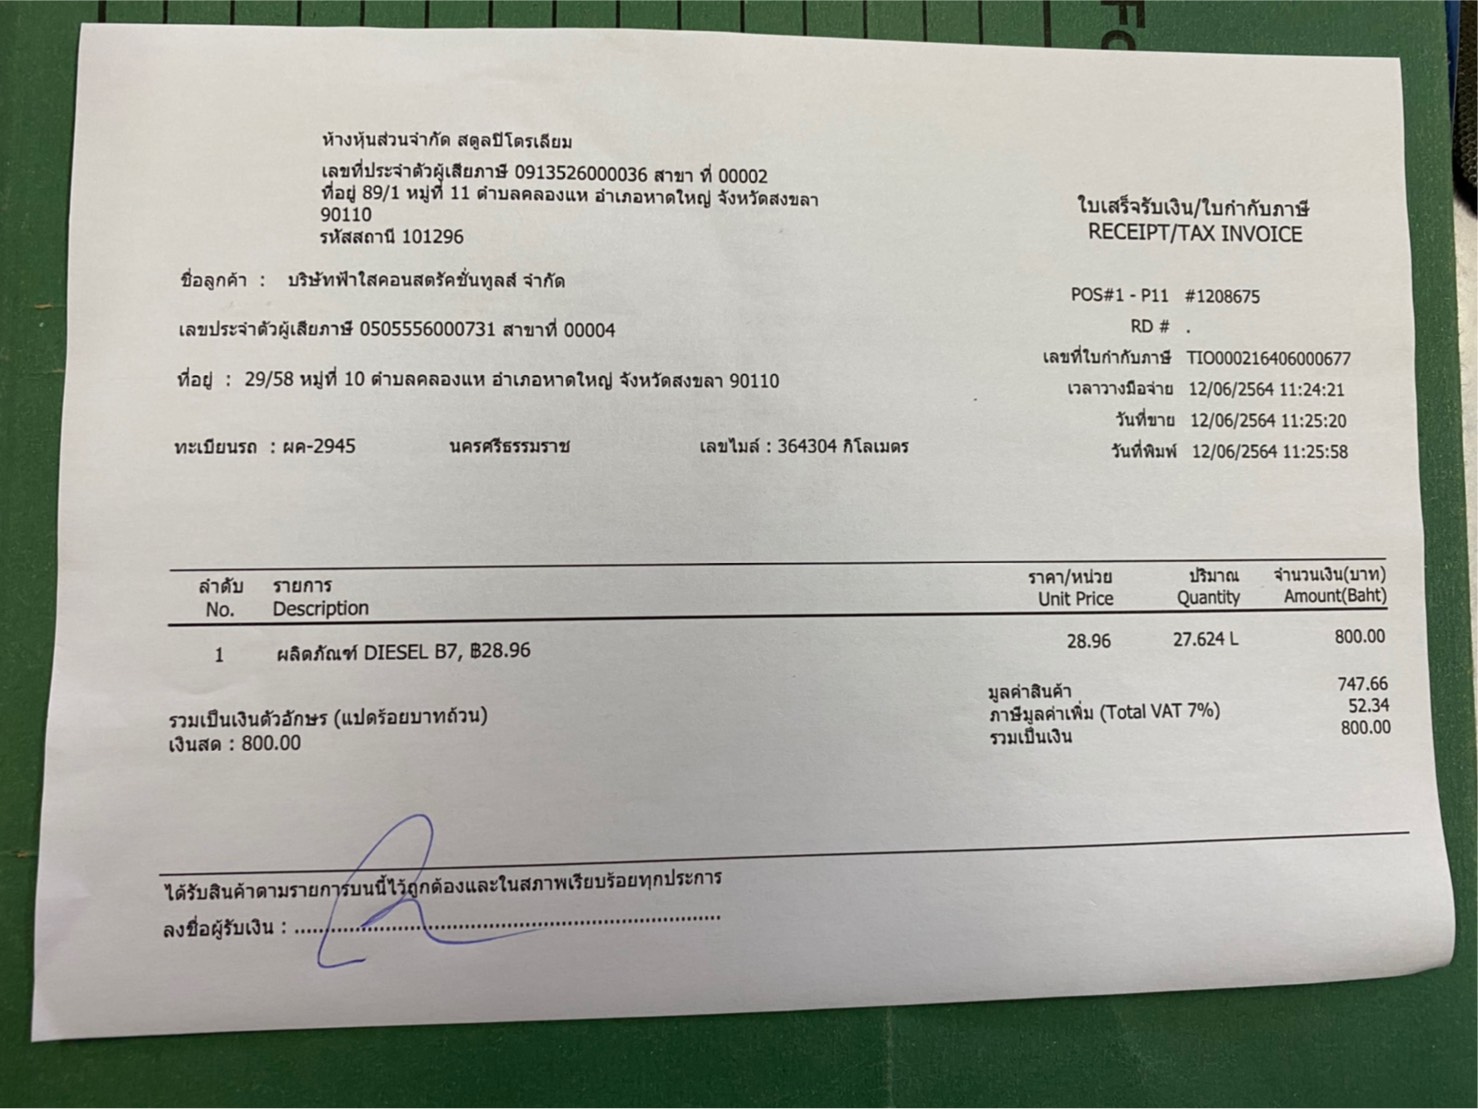 Fo
ห้างหุ้นส่วนจำกัด สตูลปิโตรเลียม
เลขที่ประจำตัวผู้เสียภาษี 0913526000036 สาขา ที่ 00002
ที่อยู่ 89/1 หมู่ที่ 11 ตำบลคลองแห อำเภอหาดใหญ่ จังหวัดสงขลา
90110
รหัสสถานี 101296
ใบเสร็จรับเงิน/ใบกำกับภาษี
RECEIPT/TAX INVOICE
ชื่อลูกค้า : บริษัทฟ้าใสคอนสตรัคชั่นทูลส์ จำกัด
เลขประจำตัวผู้เสียภาษี 0505556000731 สาขาที่ 00004
ที่อยู่ : 29/58 หมู่ที่ 10 ตำบลคลองแห อำเภอหาดใหญ่ จังหวัดสงขลา 90110
ทะเบียนรถ : ผค-2945 นครศรีธรรมราช เลขไมล์ : 364304 กิโลเมตร
POS#1 - P11 #1208675
RD # .
เลขที่ใบกำกับภาษี TIO000216406000677
เวลาวางมือจ่าย 12/06/2564 11:24:21
วันที่ขาย 12/06/2564 11:25:20
วันที่พิมพ์ 12/06/2564 11:25:58
ลำดับ รายการ ราคา/หน่วย ปริมาณ จำนวนเงิน(บาท)
No. Description Unit Price Quantity Amount(Baht)
1 ผลิตภัณฑ์ DIESEL B7, ฿28.96 28.96 27.624 L 800.00
มูลค่าสินค้า 747.66
ภาษีมูลค่าเพิ่ม (Total VAT 7%) 52.34
รวมเป็นเงิน 800.00
รวมเป็นเงินตัวอักษร (แปดร้อยบาทถ้วน)
เงินสด : 800.00
ได้รับสินค้าตามรายการบนนี้ไว้ถูกต้องและในสภาพเรียบร้อยทุกประการ
ลงชื่อผู้รับเงิน : ........................................................................